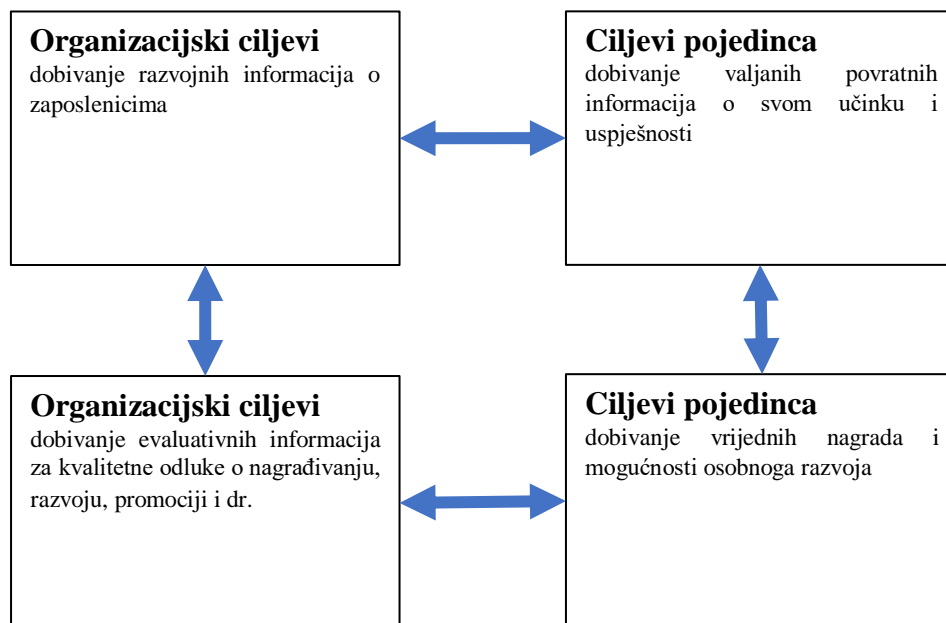 Organizacijski ciljevi
dobivanje razvojnih informacija o
zaposlenicima
Ciljevi pojedinca
dobivanje valjanih povratnih
informacija o svom učinku i
uspješnosti
Organizacijski ciljevi
dobivanje evaluativnih informacija
za kvalitetne odluke o nagrađivanju,
razvoju, promociji i dr.
Ciljevi pojedinca
dobivanje vrijednih nagrada i
mogućnosti osobnoga razvoja